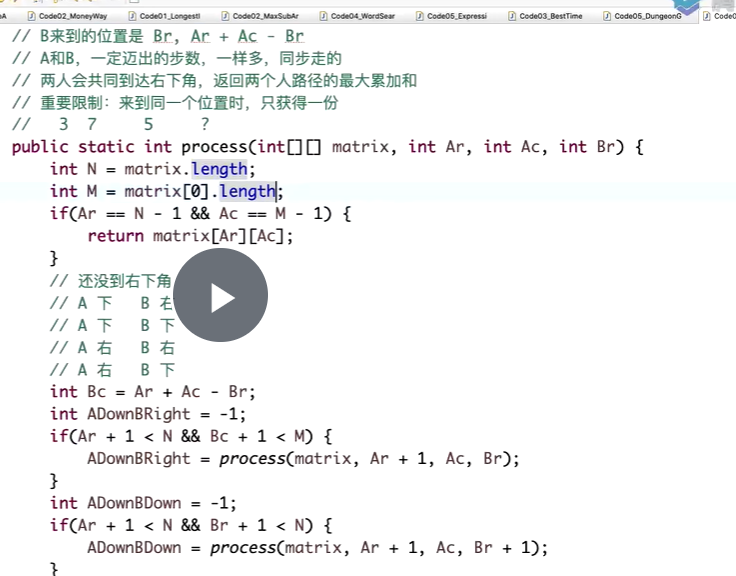 Code02_MoneyWay Code01_Longestl Code02_MaxSubAr Code04_WordSear Code05_Expressi Code03_BestTime Code05_DungeonG
// B来到的位置是 Br, Ar + Ac - Br
// A和B，一定迈出的步数，一样多，同步走的
// 两人会共同到达右下角，返回两个人路径的最大累加和
// 重要限制：来到同一个位置时，只获得一份
// 3 7 5 ?
public static int process(int[][] matrix, int Ar, int Ac, int Br) {
int N = matrix.length;
int M = matrix[0].length;
if(Ar == N - 1 && Ac == M - 1) {
return matrix[Ar][Ac];
}
// 还没到右下角
// A 下 B 右
// A 下 B 下
// A 右 B 右
// A 右 B 下
int Bc = Ar + Ac - Br;
int ADownBRight = -1;
if(Ar + 1 < N && Bc + 1 < M) {
ADownBRight = process(matrix, Ar + 1, Ac, Br);
}
int ADownBDown = -1;
if(Ar + 1 < N && Br + 1 < N) {
ADownBDown = process(matrix, Ar + 1, Ac, Br + 1);
}